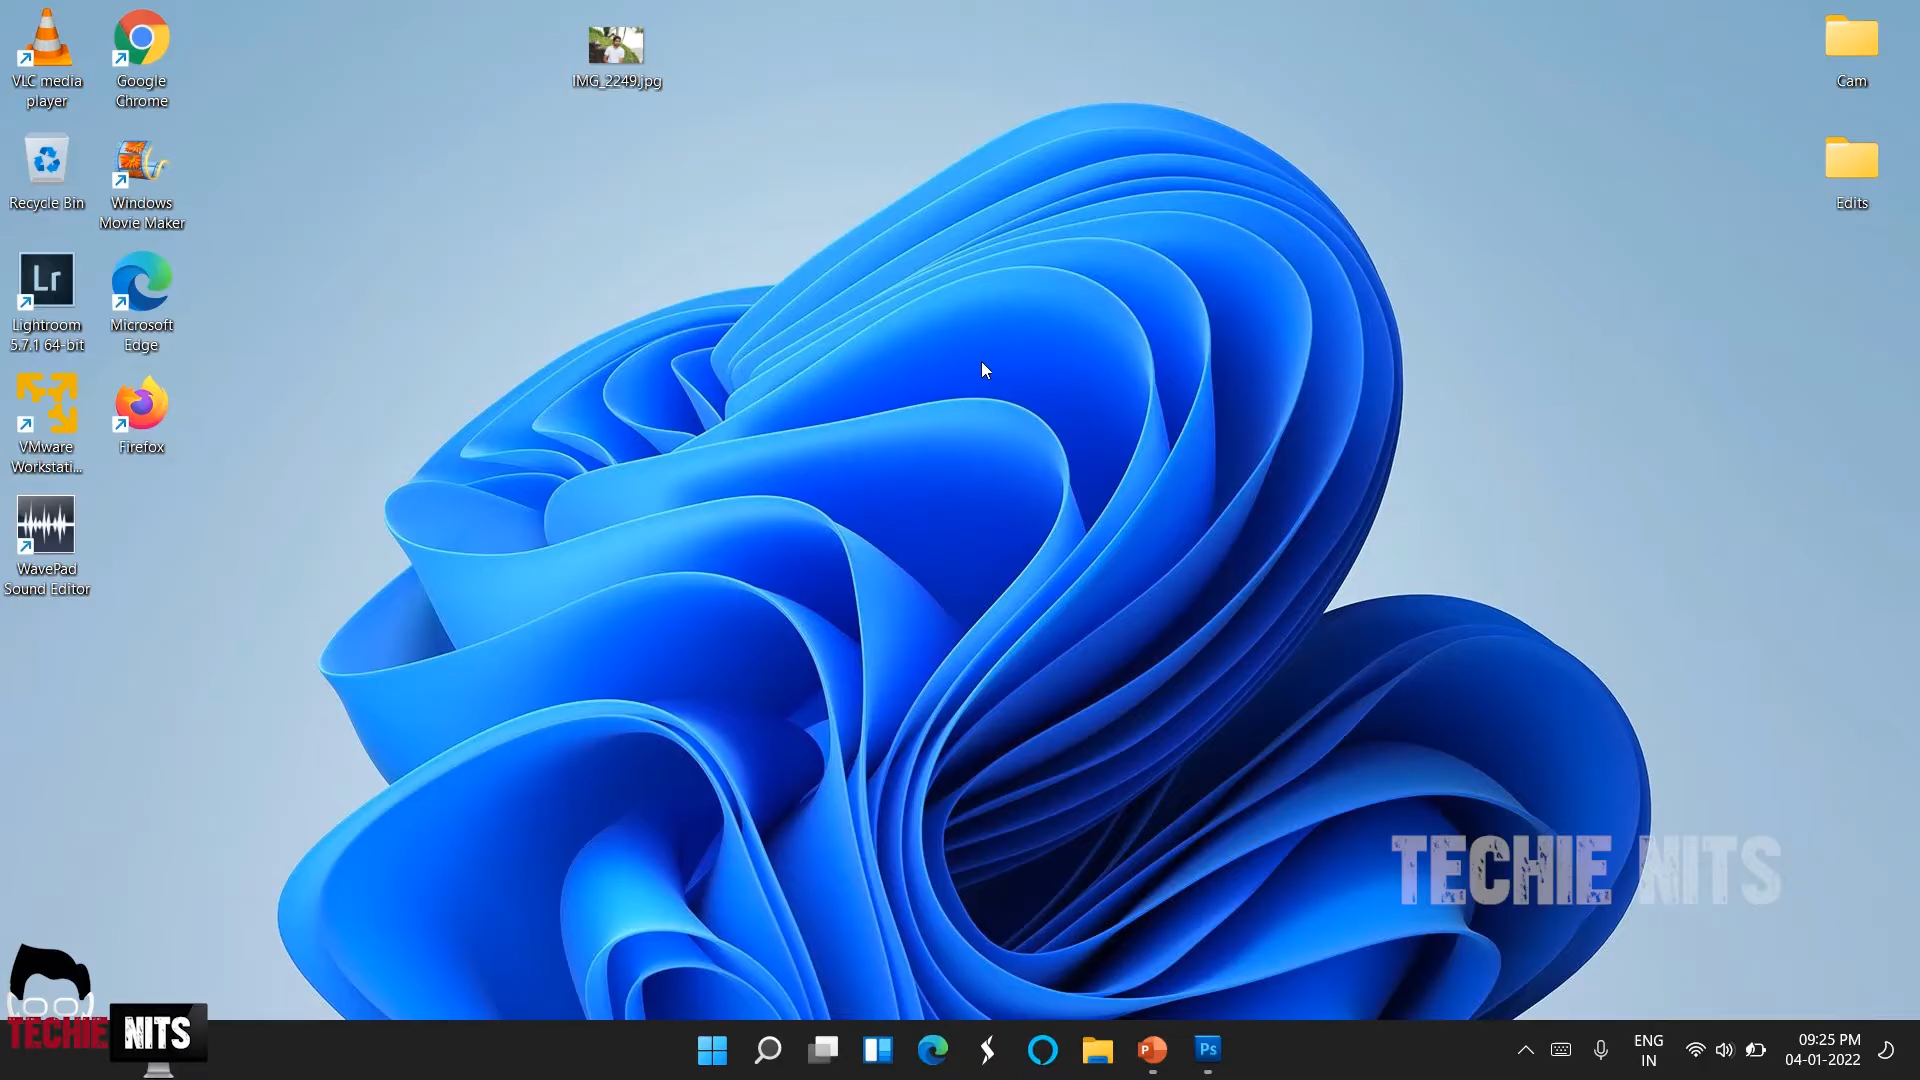 VLC media
player
Google
Chrome
IMG_2249.jpg
Cam
Recycle Bin
Windows
Movie Maker
Edits
Lr
Lightroom
5.7.1 64-bit
Microsoft
Edge
VMware
Workstati...
Firefox
WavePad
Sound Editor
TECHIE NITS
TECHIE NITS
P
Ps
ENG
IN
09:25 PM
04-01-2022